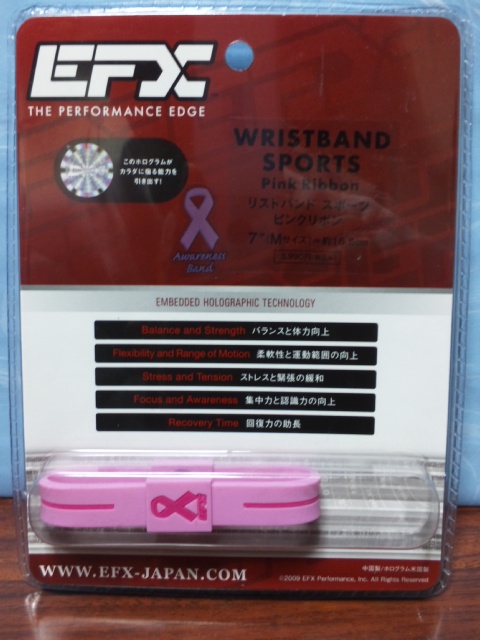 EFX
THE PERFORMANCE EDGE
このホログラムが
カラダに宿る能力を
引き出す!
WRISTBAND
SPORTS
Pink Ribbon
リストバンド スポーツ
ピンクリボン
Awareness
Band
EMBEDDED HOLOGRAPHIC TECHNOLOGY
Balance and Strength バランスと体力向上
Flexibility and Range of Motion 柔軟性と運動範囲の向上
Stress and Tension ストレスと緊張の緩和
Focus and Awareness 集中力と認識力の向上
Recovery Time 回復力の助長
WWW.EFX-JAPAN.COM
中国製/ホログラム米国製
©2009 EFX Performance, Inc. All Rights Reserved